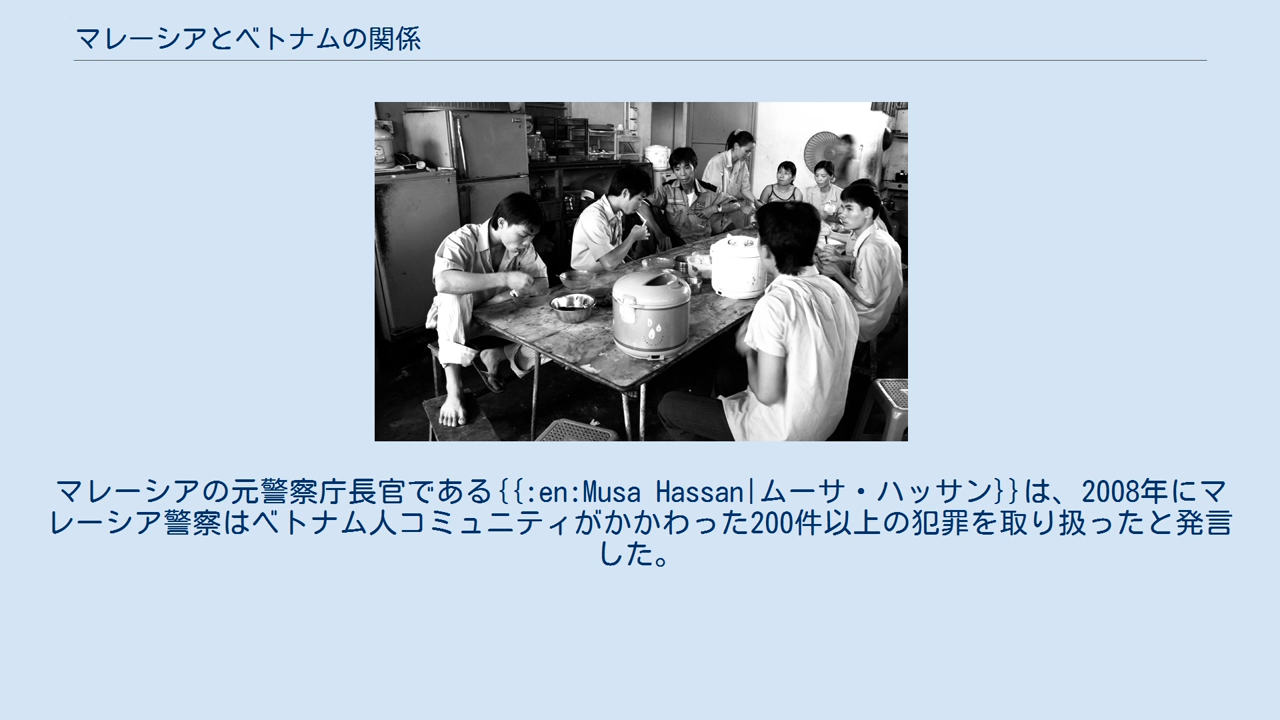 マレーシアとベトナムの関係
マレーシアの元警察庁長官である{{:en:Musa Hassan|ムーサ・ハッサン}}は、2008年にマ
レーシア警察はベトナム人コミュニティがかかわった200件以上の犯罪を取り扱ったと発言
した。